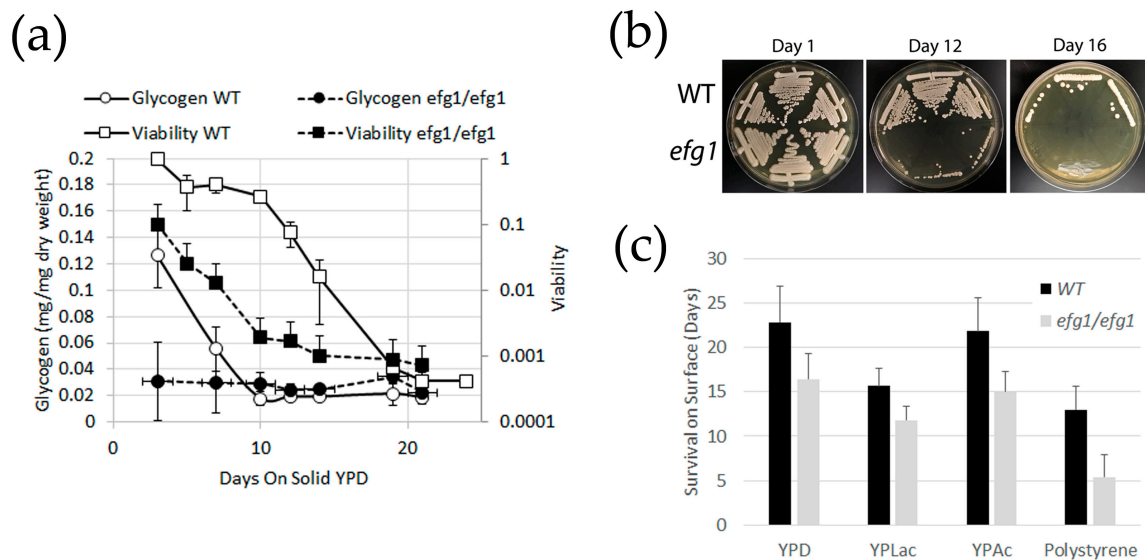 (a)
Glycogen WT
Glycogen efg1/efg1
Viability WT
Viability efg1/efg1
Glycogen (mg/mg dry weight)
0.2
0.18
0.16
0.14
0.12
0.1
0.08
0.06
0.04
0.02
0
1
0.1
0.01
0.001
0.0001
Viability
0
10
20
Days On Solid YPD
(b)
Day 1
Day 12
Day 16
WT
efg1
(c)
Survival on Surface (Days)
30
25
20
15
10
5
0
WT
efg1/efg1
YPD
YPLac
YPAc
Polystyrene